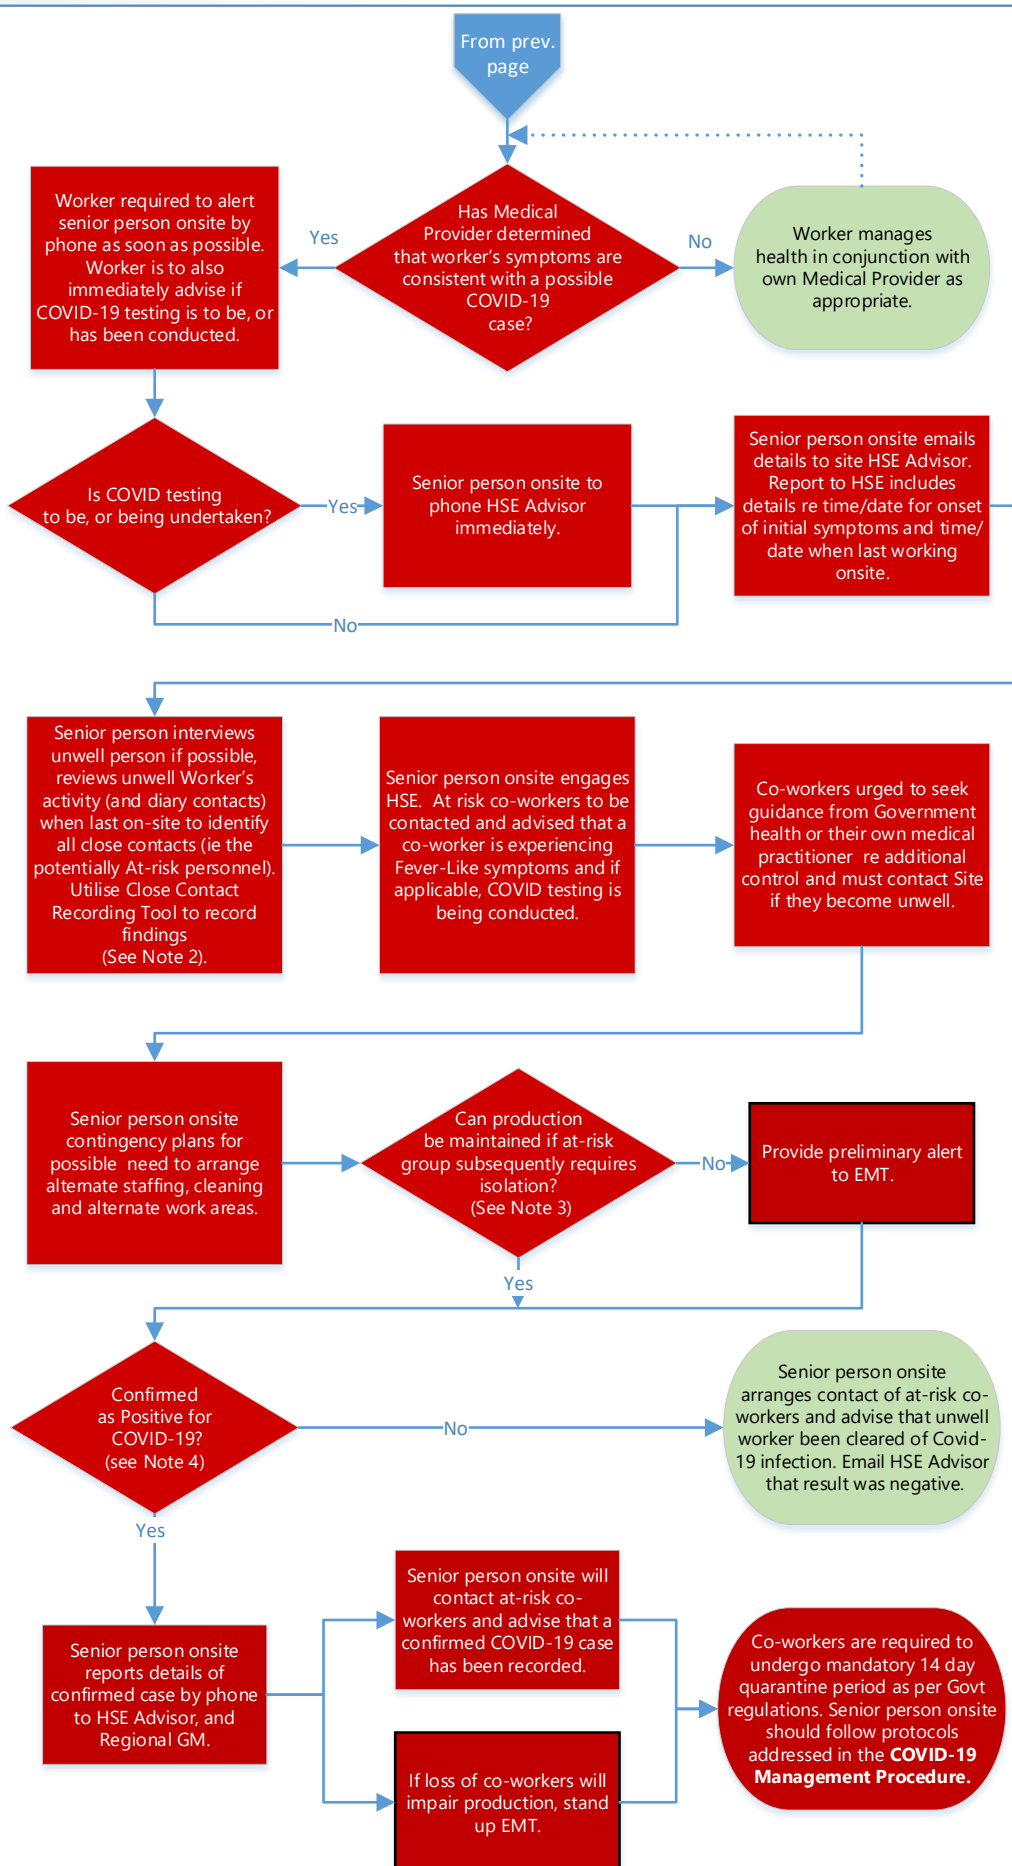 From prev.
page
Has Medical
Provider determined
that worker's symptoms are
consistent with a possible
COVID-19
case?
Yes
No
Worker required to alert
senior person onsite by
phone as soon as possible.
Worker is to also
immediately advise if
COVID-19 testing is to be, or
has been conducted.
Worker manages
health in conjunction with
own Medical Provider as
appropriate.
Is COVID testing
to be, or being undertaken?
Yes
No
Senior person onsite to
phone HSE Advisor
immediately.
Senior person onsite emails
details to site HSE Advisor.
Report to HSE includes
details re time/date for onset
of initial symptoms and time/
date when last working
onsite.
Senior person interviews
unwell person if possible,
reviews unwell Worker's
activity (and diary contacts)
when last on-site to identify
all close contacts (ie the
potentially At-risk personnel).
Utilise Close Contact
Recording Tool to record
findings
(See Note 2).
Senior person onsite engages
HSE. At risk co-workers to be
contacted and advised that a
co-worker is experiencing
Fever-Like symptoms and if
applicable, COVID testing is
being conducted.
Co-workers urged to seek
guidance from Government
health or their own medical
practitioner re additional
control and must contact Site
if they become unwell.
Senior person onsite
contingency plans for
possible need to arrange
alternate staffing, cleaning
and alternate work areas.
Can production
be maintained if at-risk
group subsequently requires
isolation?
(See Note 3)
No
Yes
Provide preliminary alert
to EMT.
Confirmed
as Positive for
COVID-19?
(see Note 4)
No
Yes
Senior person onsite
arranges contact of at-risk co-
workers and advise that unwell
worker been cleared of Covid-
19 infection. Email HSE Advisor
that result was negative.
Senior person onsite
reports details of
confirmed case by phone
to HSE Advisor, and
Regional GM.
Senior person onsite will
contact at-risk co-
workers and advise that a
confirmed COVID-19 case
has been recorded.
If loss of co-workers will
impair production, stand
up EMT.
Co-workers are required to
undergo mandatory 14 day
quarantine period as per Govt
regulations. Senior person onsite
should follow protocols
addressed in the COVID-19
Management Procedure.